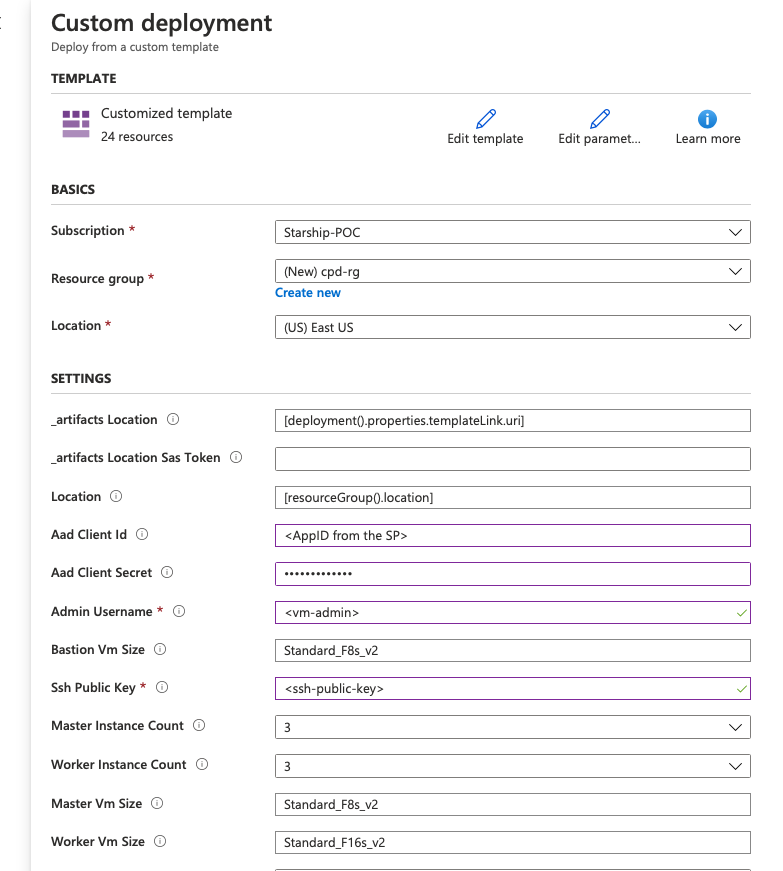 Custom deployment
Deploy from a custom template
TEMPLATE
Customized template
24 resources
Edit template
Edit paramet...
Learn more
BASICS
Subscription *
Starship-POC
Resource group *
(New) cpd-rg
Create new
Location *
(US) East US
SETTINGS
_artifacts Location
[deployment().properties.templateLink.uri]
_artifacts Location Sas Token
Location
[resourceGroup().location]
Aad Client Id
<AppID from the SP>
Aad Client Secret
•••••••••••••
Admin Username *
<vm-admin>
Bastion Vm Size
Standard_F8s_v2
Ssh Public Key *
<ssh-public-key>
Master Instance Count
3
Worker Instance Count
3
Master Vm Size
Standard_F8s_v2
Worker Vm Size
Standard_F16s_v2